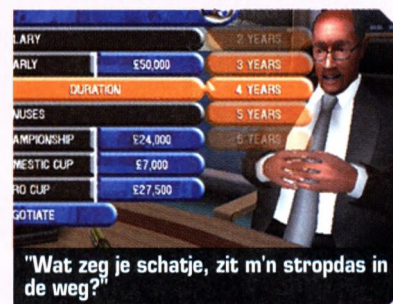 LARY
2 YEARS
ARLY £50,000 3 YEARS
DURATION 4 YEARS
NUSES 5 YEARS
AMPIONSHIP £24,000 6 YEARS
MESTIC CUP £7,000
RO CUP £27,500
GOTIATE
"Wat zeg je schatje, zit m'n stropdas in
de weg?"